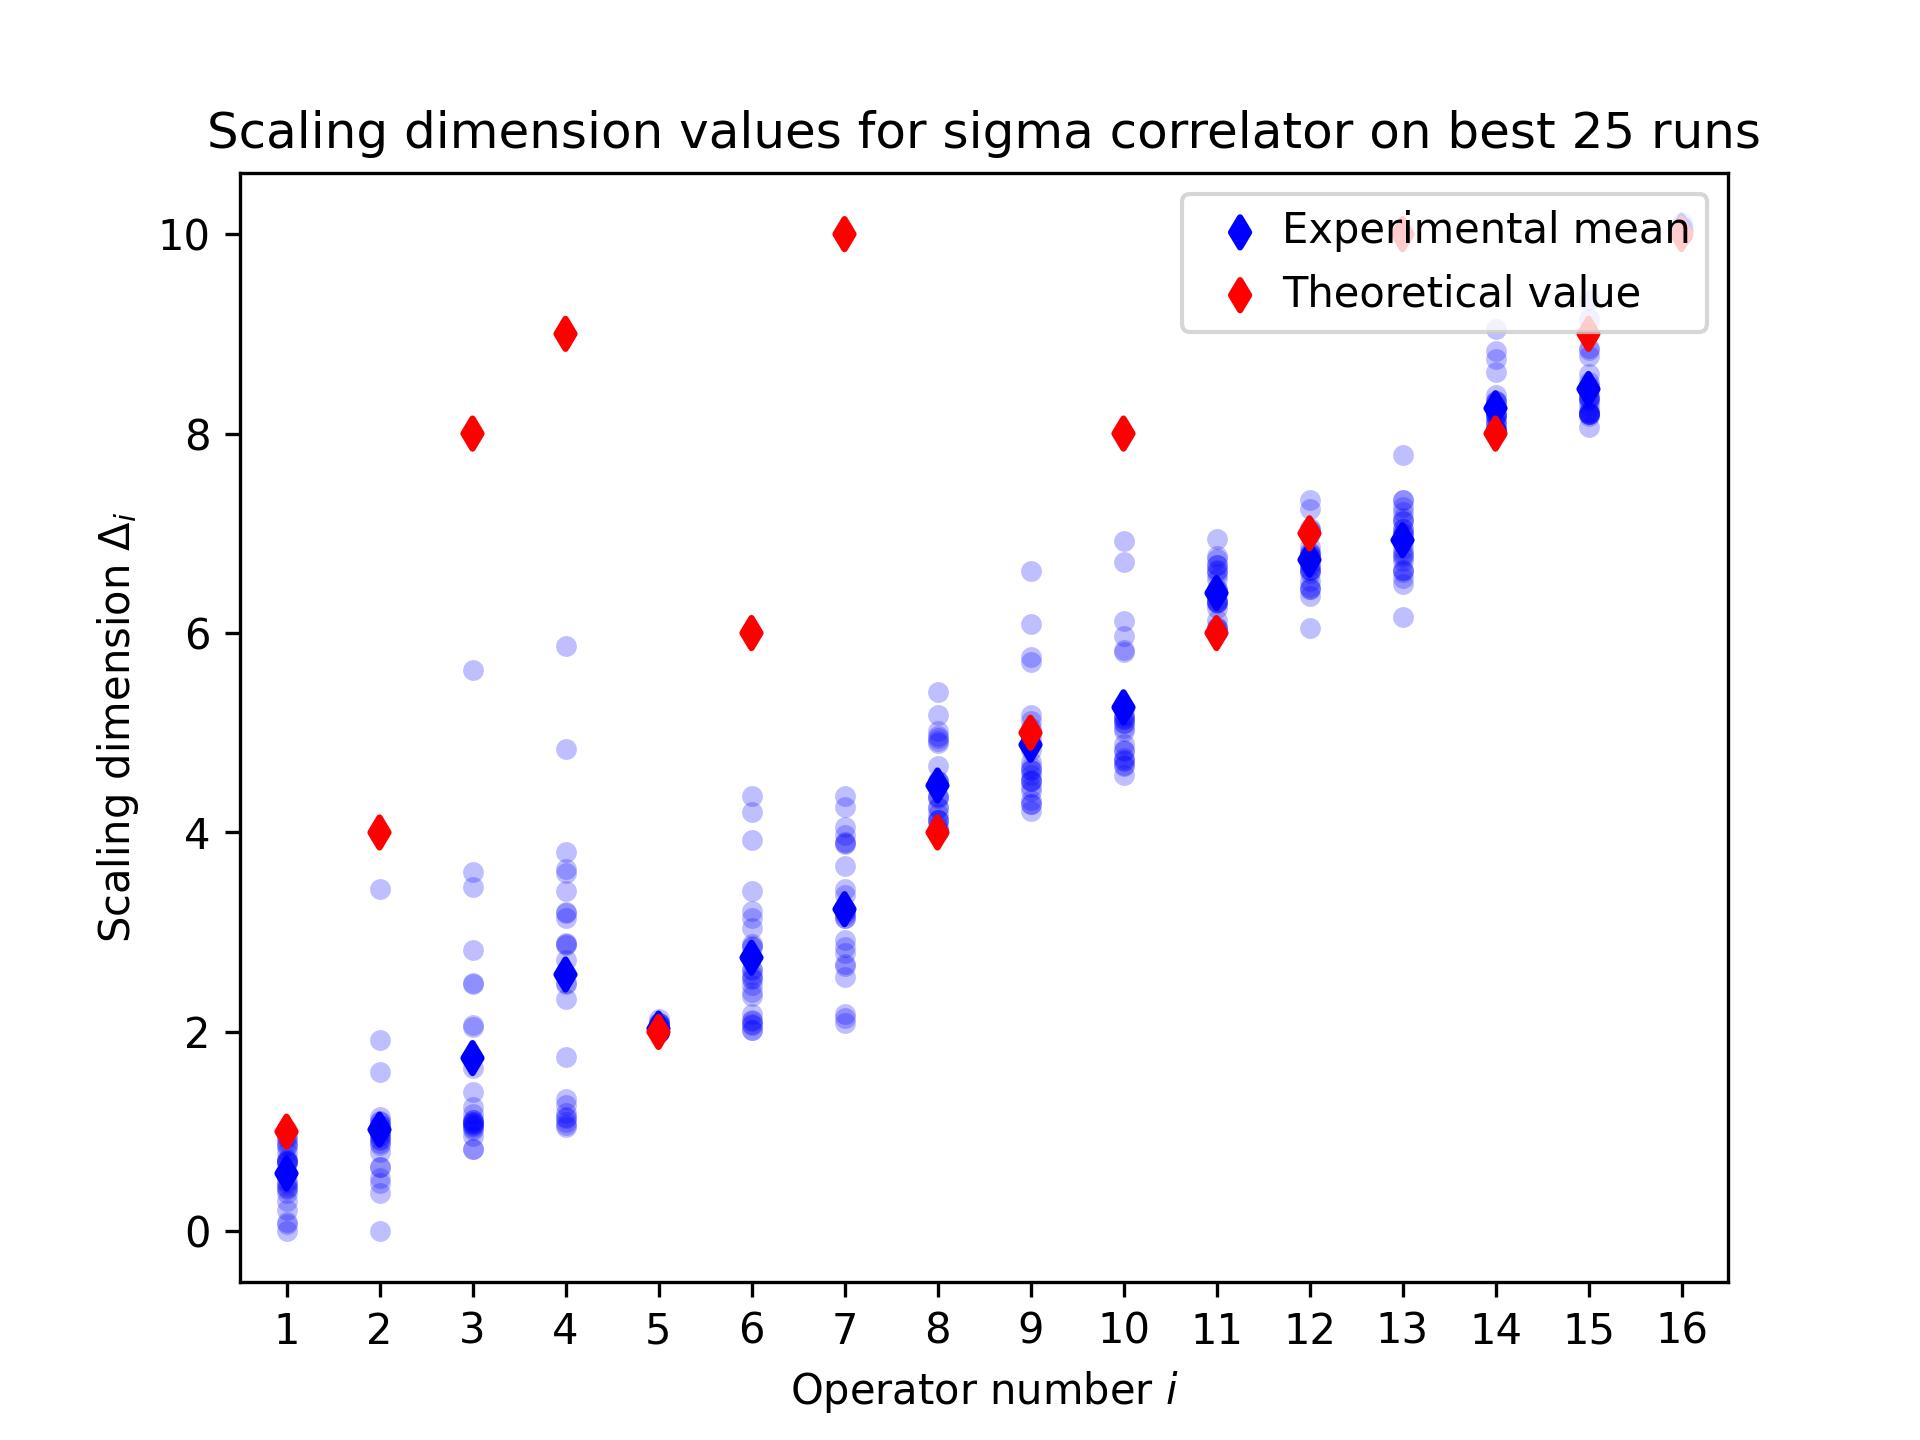 Scaling dimension values for sigma correlator on best 25 runs
Experimental mean
Theoretical value
10
8
6
4
2
0
Scaling dimension Δᵢ
1 2 3 4 5 6 7 8 9 10 11 12 13 14 15 16
Operator number i